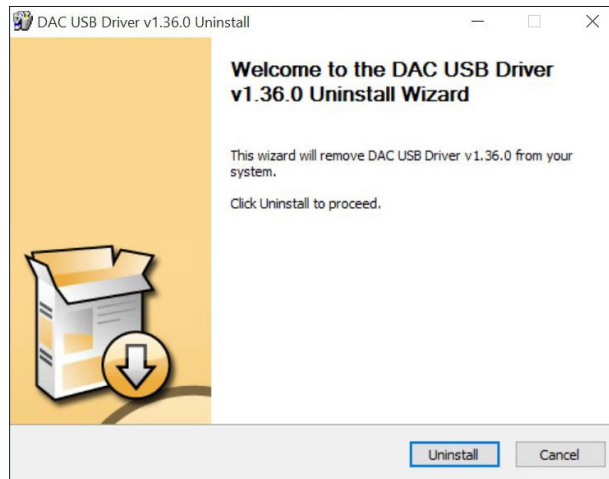 DAC USB Driver v1.36.0 Uninstall
Welcome to the DAC USB Driver
v1.36.0 Uninstall Wizard
This wizard will remove DAC USB Driver v1.36.0 from your
system.
Click Uninstall to proceed.
Uninstall
Cancel